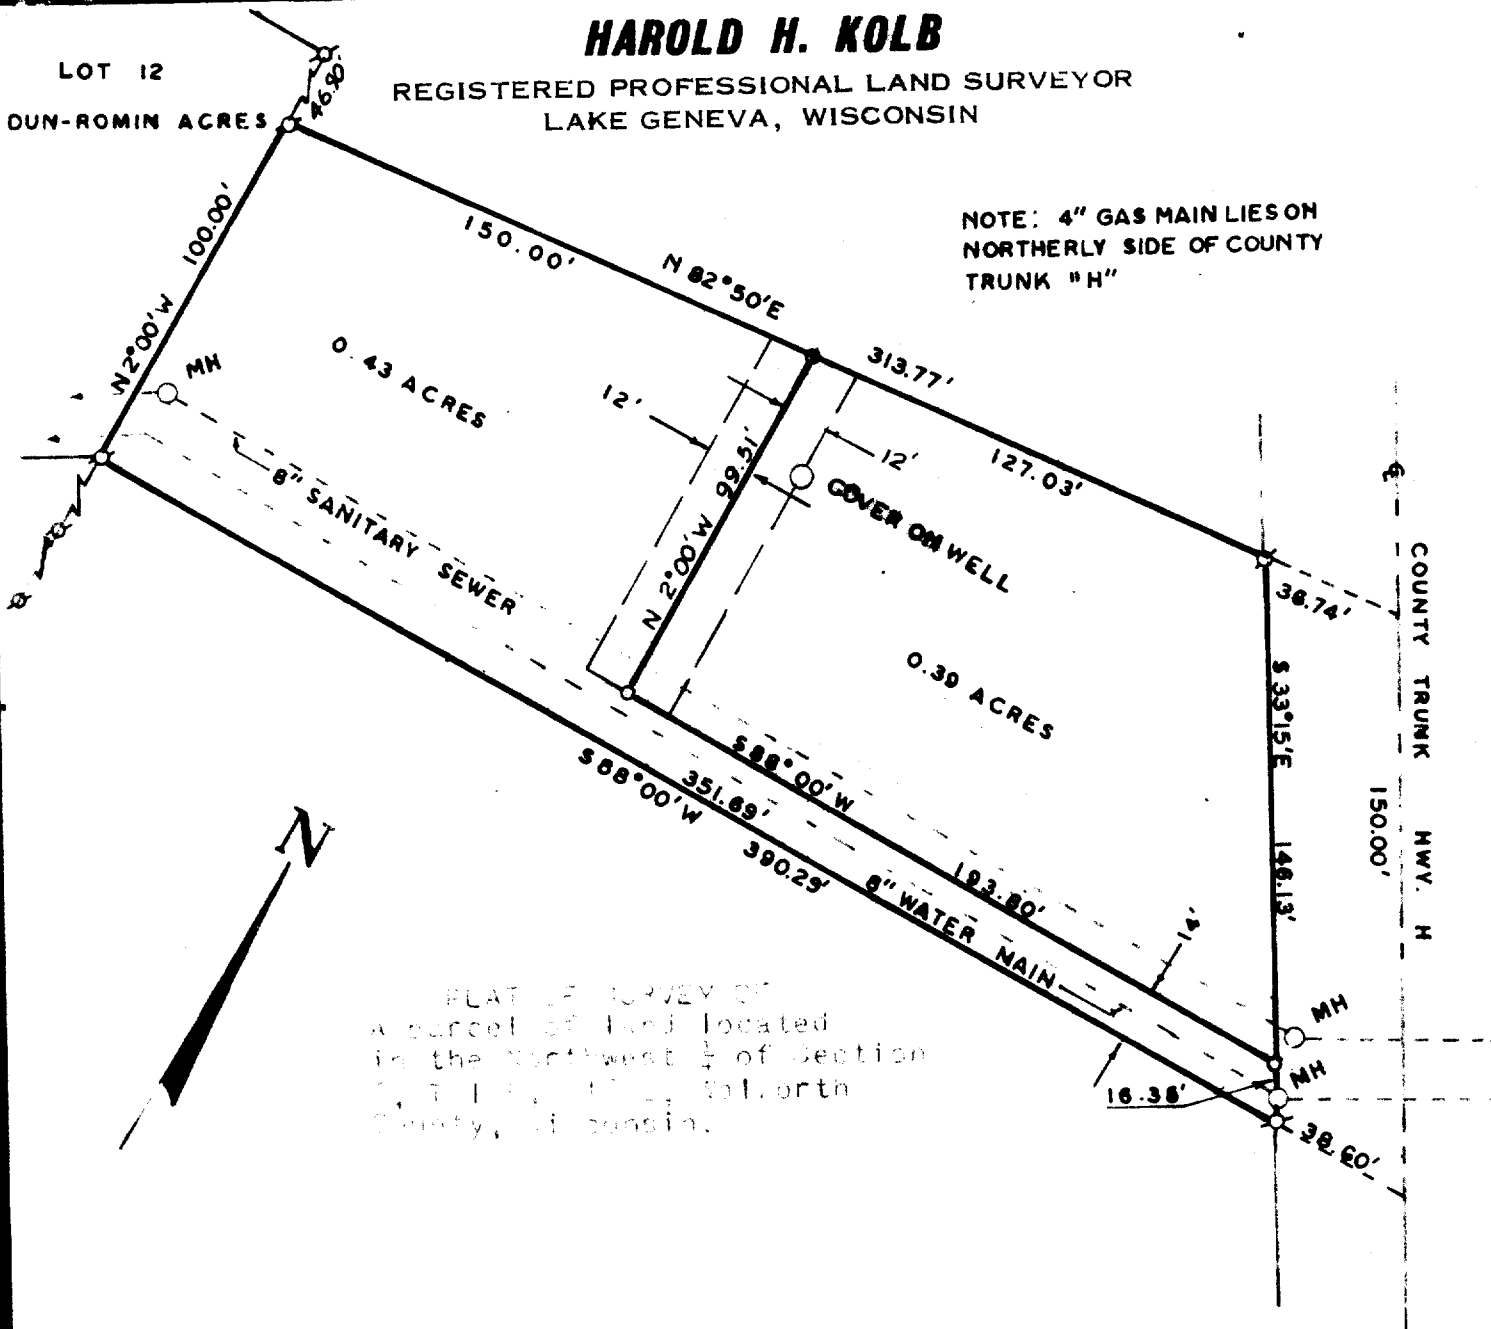 HAROLD H. KOLB
REGISTERED PROFESSIONAL LAND SURVEYOR
LAKE GENEVA, WISCONSIN
LOT 12
DUN-ROMIN ACRES
46.90'
NOTE: 4" GAS MAIN LIES ON
NORTHERLY SIDE OF COUNTY
TRUNK "H"
100.00'
N 2°00' W
150.00'
N 82°50' E
313.77'
127.03'
MH
0.43 ACRES
12'
12'
N 2°00' W 99.51'
COVER ON WELL
8" SANITARY SEWER
0.39 ACRES
36.74'
S 33°15' E
146.13'
COUNTY TRUNK HWY. H
150.00'
S 88°00' W
193.80'
S 88°00' W
351.69'
390.29'
8" WATER MAIN
14'
MH
MH
16.38'
38.60'
N
PLAT OF SURVEY OF
A parcel of land located
in the Northwest ¼ of Section
Walworth
County, Wisconsin.